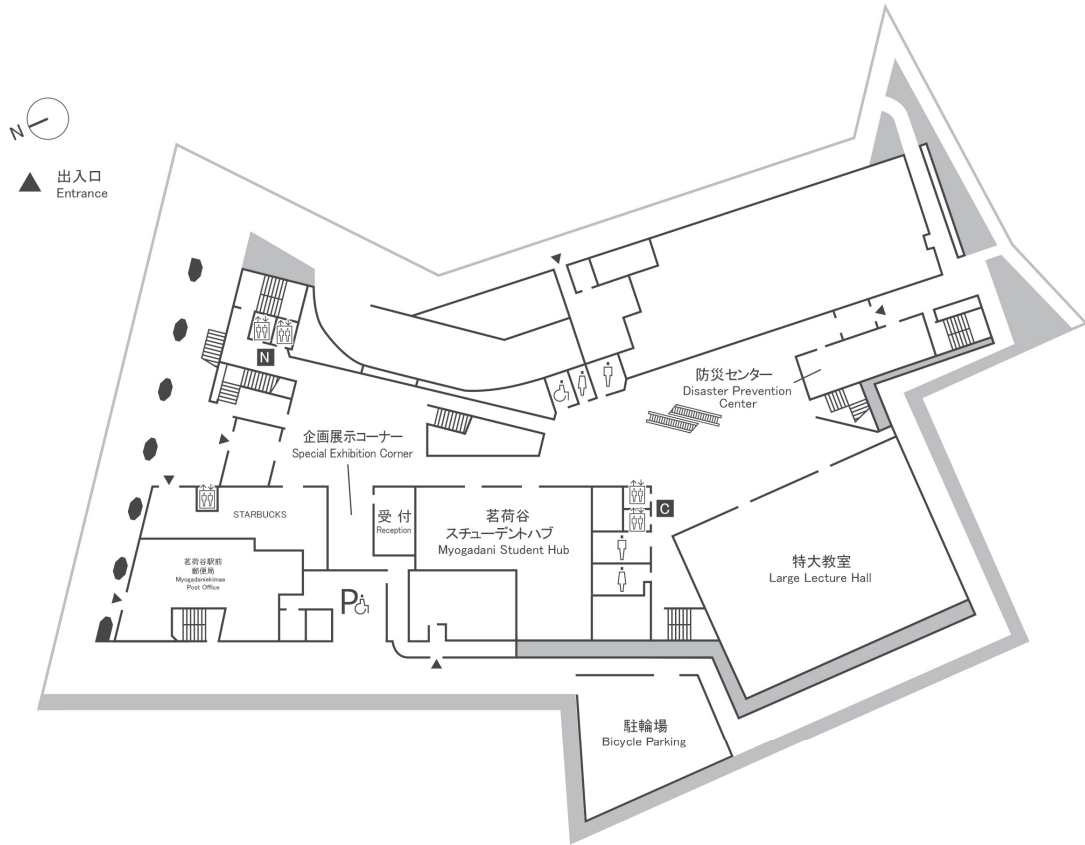 N
出入口
Entrance
N
防災センター
Disaster Prevention
Center
企画展示コーナー
Special Exhibition Corner
STARBUCKS
受付
Reception
茗荷谷
スチューデントハブ
Myogadani Student Hub
C
特大教室
Large Lecture Hall
茗荷谷駅前
郵便局
Myogadaniekimae
Post Office
P
駐輪場
Bicycle Parking